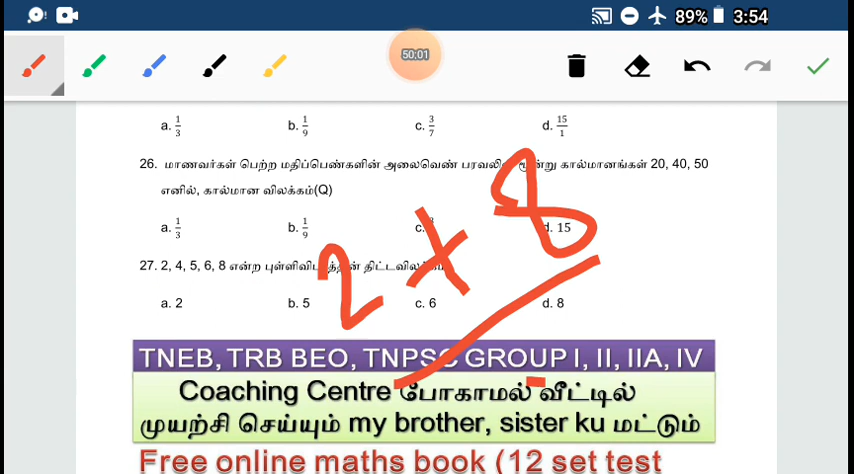 89% 3:54
50:01
a. 1/3 b. 1/9 c. 3/7 d. 15/1
26. மாணவர்கள் பெற்ற மதிப்பெண்களின் அலைவெண் பரவலின் மூன்று கால்மானங்கள் 20, 40, 50
எனில், கால்மான விலக்கம்(Q)
a. 1/3 b. 1/9 c. d. 15
27. 2, 4, 5, 6, 8 என்ற புள்ளிவிபரத்தின் திட்டவிலக்கம்
a. 2 b. 5 c. 6 d. 8
2 + 8
TNEB, TRB BEO, TNPSC GROUP I, II, IIA, IV
Coaching Centre போகாமல் வீட்டில்
முயற்சி செய்யும் my brother, sister ku மட்டும்
Free online maths book (12 set test